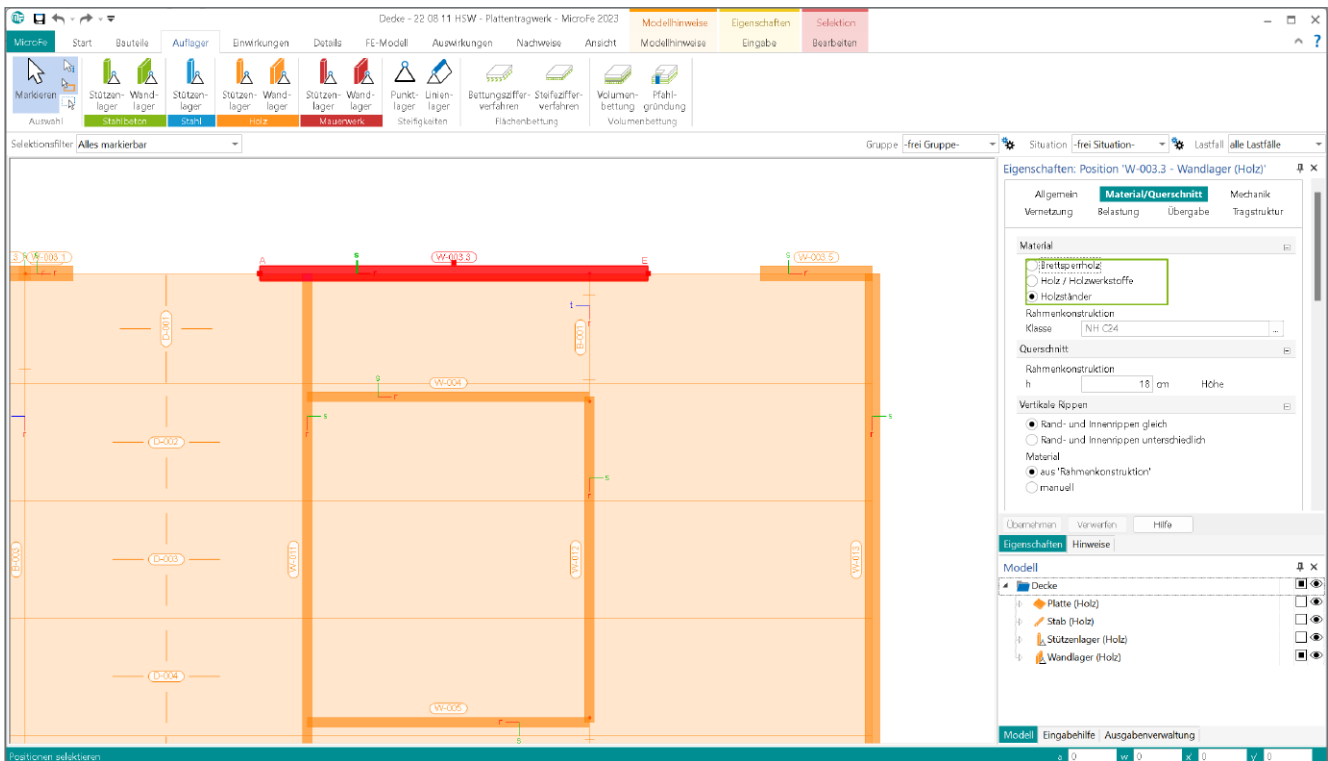 Decke - 22 08 11 HSW - Plattentragwerk - MicroFe 2023
Modellhinweise Eigenschaften Selektion
MicroFe Start Bauteile Auflager Einwirkungen Details FE-Modell Auswirkungen Nachweise Ansicht Modellhinweise Eingabe Bearbeiten
Markieren
Stützen-lager Wand-lager Stützen-lager Stützen-lager Wand-lager Stützen-lager Wand-lager Punkt-lager Linien-lager Bettungsziffer-verfahren Steifeziffer-verfahren Volumen-bettung Pfahl-gründung
Auswahl Stahlbeton Stahl Holz Mauerwerk Steifigkeiten Flächenbettung Volumenbettung
Selektionsfilter Alles markierbar Gruppe -frei Gruppe- Situation -frei Situation- Lastfall alle Lastfälle
W-003.1
r
s
A
s
r
W-003.3
E
s
W-003.5
r
D-001
t
r
B-001
s
r
W-004
s
r
D-002
s
r
s
r
r
B-003
D-003
W-011
W-012
W-013
D-004
W-005
r
s
Eigenschaften: Position 'W-003.3 - Wandlager (Holz)'
Allgemein Material/Querschnitt Mechanik
Vernetzung Belastung Übergabe Tragstruktur
Material
Brettsperrholz
Holz / Holzwerkstoffe
Holzständer
Rahmenkonstruktion
Klasse NH C24 ...
Querschnitt
Rahmenkonstruktion
h 18 cm Höhe
Vertikale Rippen
Rand- und Innenrippen gleich
Rand- und Innenrippen unterschiedlich
Material
aus 'Rahmenkonstruktion'
manuell
Übernehmen Verwerfen Hilfe
Eigenschaften Hinweise
Modell
Decke
Platte (Holz)
Stab (Holz)
Stützenlager (Holz)
Wandlager (Holz)
Modell Eingabehilfe Ausgabenverwaltung
Positionen selektieren a 0 w 0 x' 0 y' 0